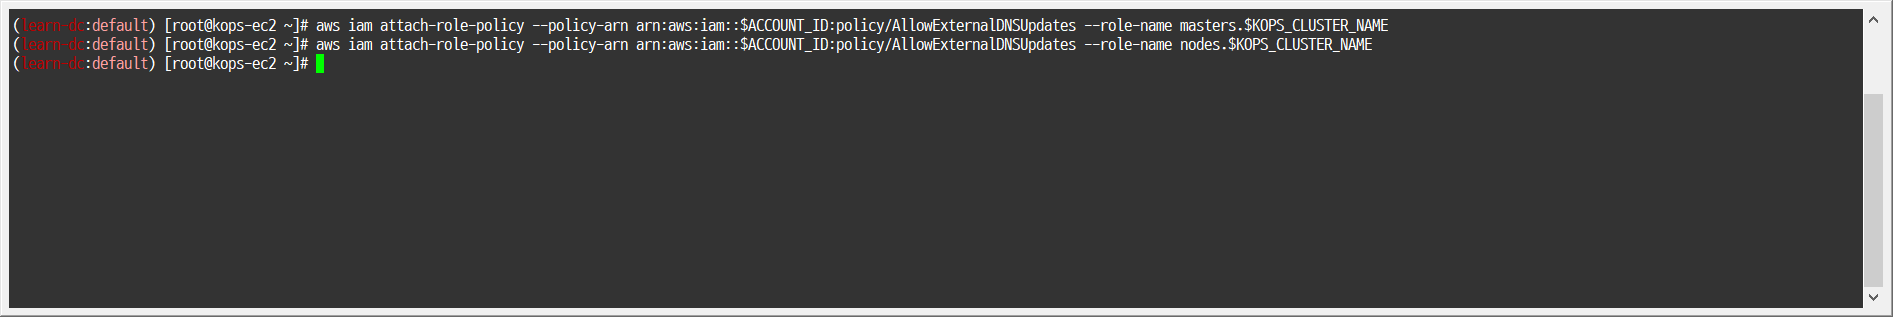 (learn-dc:default) [root@kops-ec2 ~]# aws iam attach-role-policy --policy-arn arn:aws:iam::$ACCOUNT_ID:policy/AllowExternalDNSUpdates --role-name masters.$KOPS_CLUSTER_NAME
(learn-dc:default) [root@kops-ec2 ~]# aws iam attach-role-policy --policy-arn arn:aws:iam::$ACCOUNT_ID:policy/AllowExternalDNSUpdates --role-name nodes.$KOPS_CLUSTER_NAME
(learn-dc:default) [root@kops-ec2 ~]#